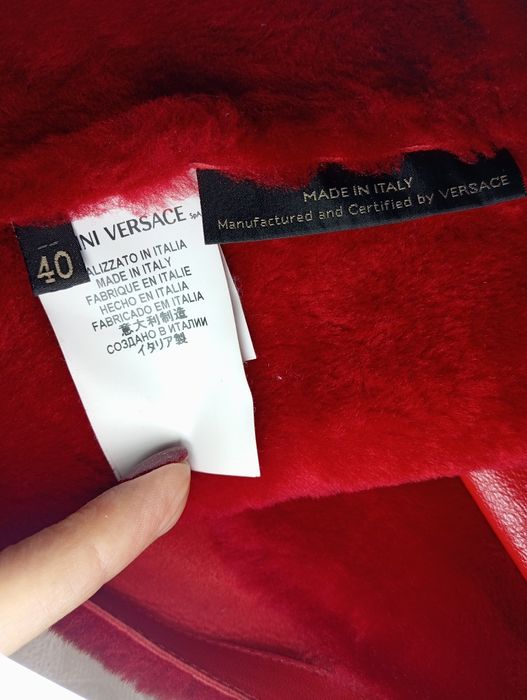 MADE IN ITALY
Manufactured and Certified by VERSACE
40
NI VERSACE SpA
ALIZZATO IN ITALIA
MADE IN ITALY
FABRIQUE EN ITALIE
HECHO EN ITALIA
FABRICADO EM ITALIA
意大利制造
СОЗДАНО В ИТАЛИИ
イタリア製